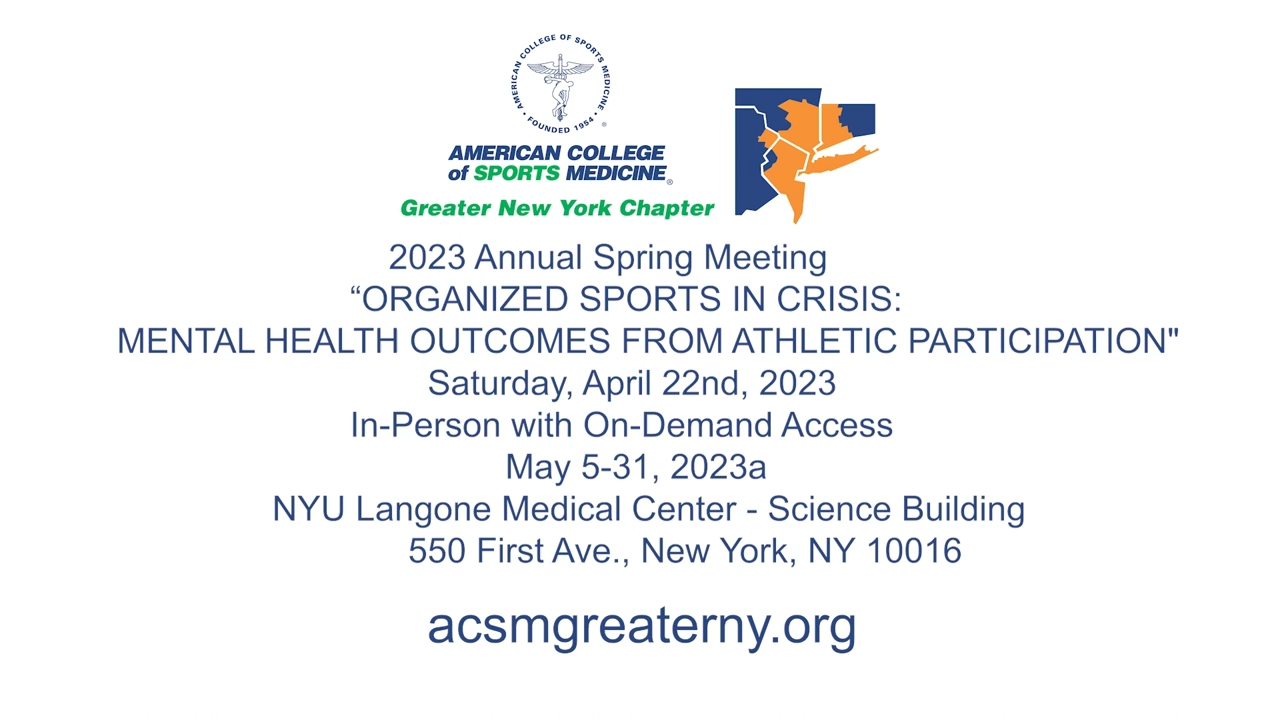 AMERICAN COLLEGE OF SPORTS MEDICINE
• FOUNDED 1954 •
®
AMERICAN COLLEGE
of SPORTS MEDICINE®
Greater New York Chapter
2023 Annual Spring Meeting
“ORGANIZED SPORTS IN CRISIS:
MENTAL HEALTH OUTCOMES FROM ATHLETIC PARTICIPATION"
Saturday, April 22nd, 2023
In-Person with On-Demand Access
May 5-31, 2023a
NYU Langone Medical Center - Science Building
550 First Ave., New York, NY 10016
acsmgreaterny.org